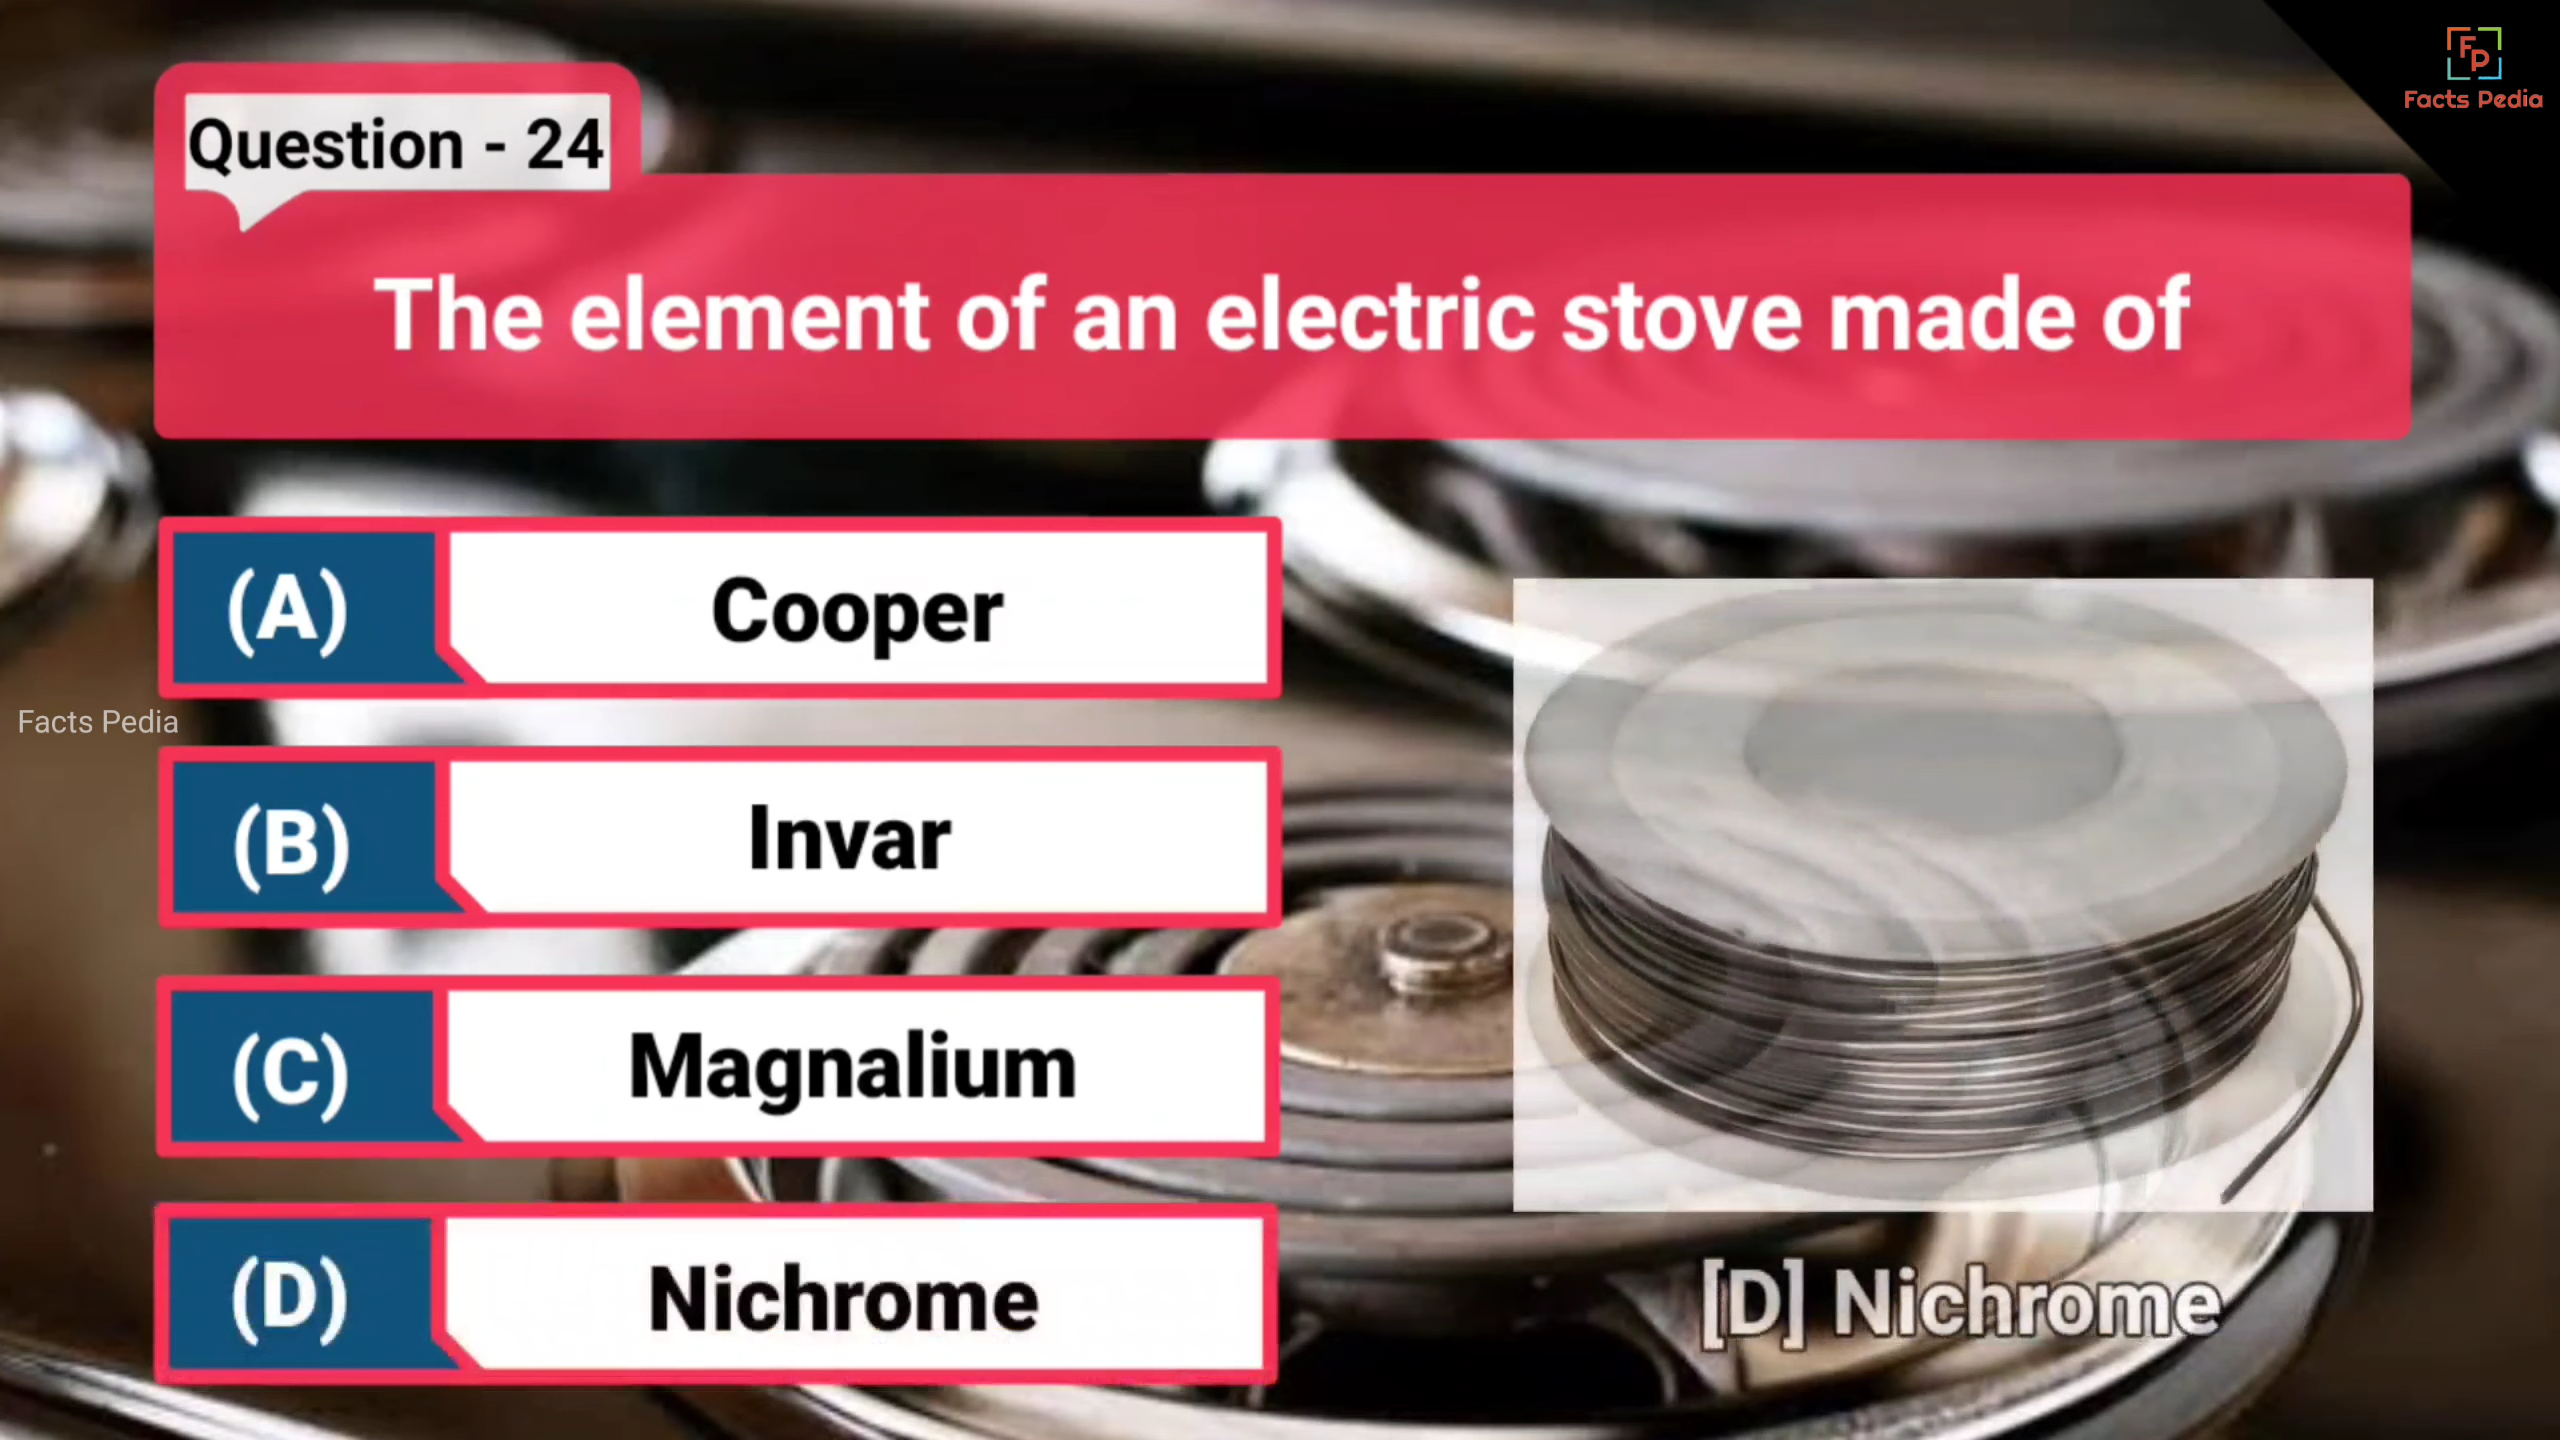 FP
Facts Pedia
Question - 24
The element of an electric stove made of
(A) Cooper
Facts Pedia
(B) Invar
(C) Magnalium
(D) Nichrome
[D] Nichrome